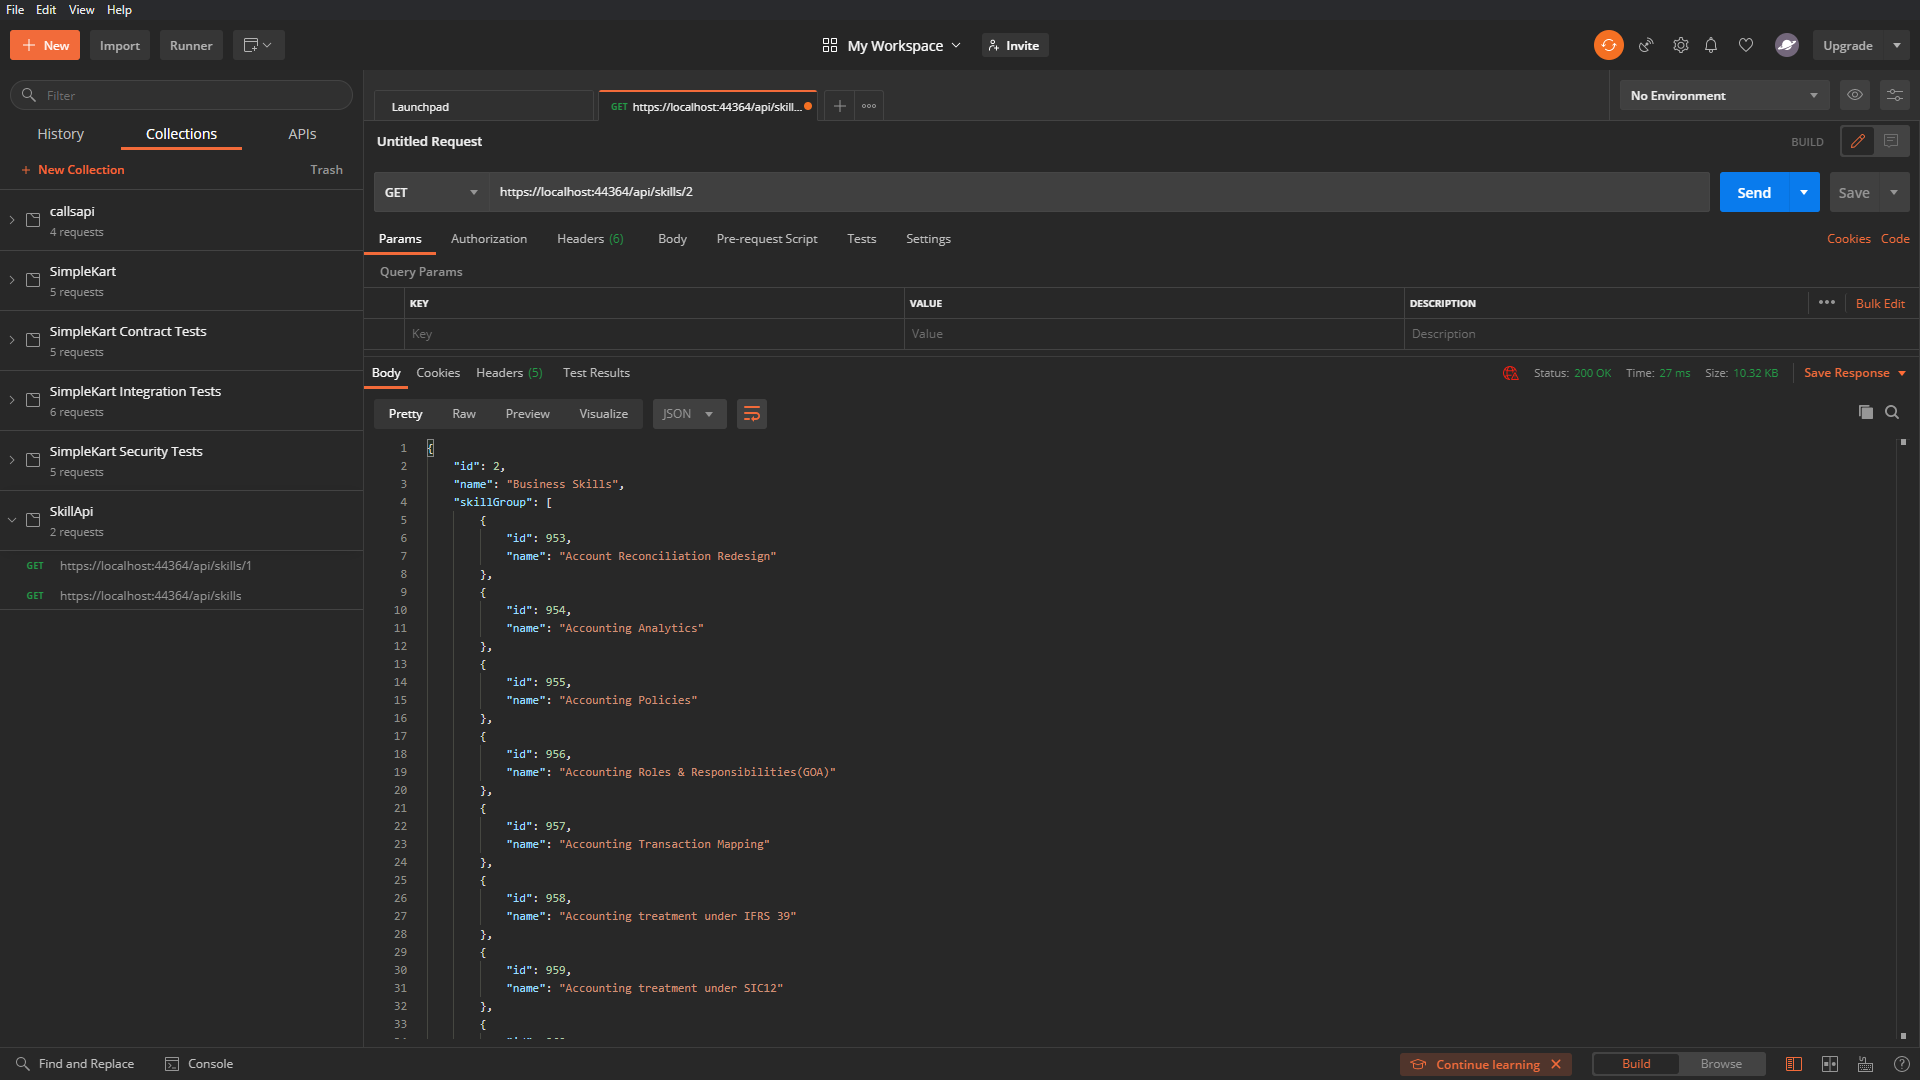 File Edit View Help
New Import Runner My Workspace Invite Upgrade
Filter
History Collections APIs
New Collection Trash
callsapi
4 requests
SimpleKart
5 requests
SimpleKart Contract Tests
5 requests
SimpleKart Integration Tests
6 requests
SimpleKart Security Tests
5 requests
SkillApi
2 requests
GET https://localhost:44364/api/skills/1
GET https://localhost:44364/api/skills
Launchpad GET https://localhost:44364/api/skill... No Environment
Untitled Request BUILD
GET https://localhost:44364/api/skills/2 Send Save
Params Authorization Headers (6) Body Pre-request Script Tests Settings Cookies Code
Query Params
KEY VALUE DESCRIPTION Bulk Edit
Key Value Description
Body Cookies Headers (5) Test Results Status: 200 OK Time: 27 ms Size: 10.32 KB Save Response
Pretty Raw Preview Visualize JSON
1 {
2 "id": 2,
3 "name": "Business Skills",
4 "skillGroup": [
5 {
6 "id": 953,
7 "name": "Account Reconciliation Redesign"
8 },
9 {
10 "id": 954,
11 "name": "Accounting Analytics"
12 },
13 {
14 "id": 955,
15 "name": "Accounting Policies"
16 },
17 {
18 "id": 956,
19 "name": "Accounting Roles & Responsibilities(GOA)"
20 },
21 {
22 "id": 957,
23 "name": "Accounting Transaction Mapping"
24 },
25 {
26 "id": 958,
27 "name": "Accounting treatment under IFRS 39"
28 },
29 {
30 "id": 959,
31 "name": "Accounting treatment under SIC12"
32 },
33 {
Find and Replace Console Continue learning Build Browse